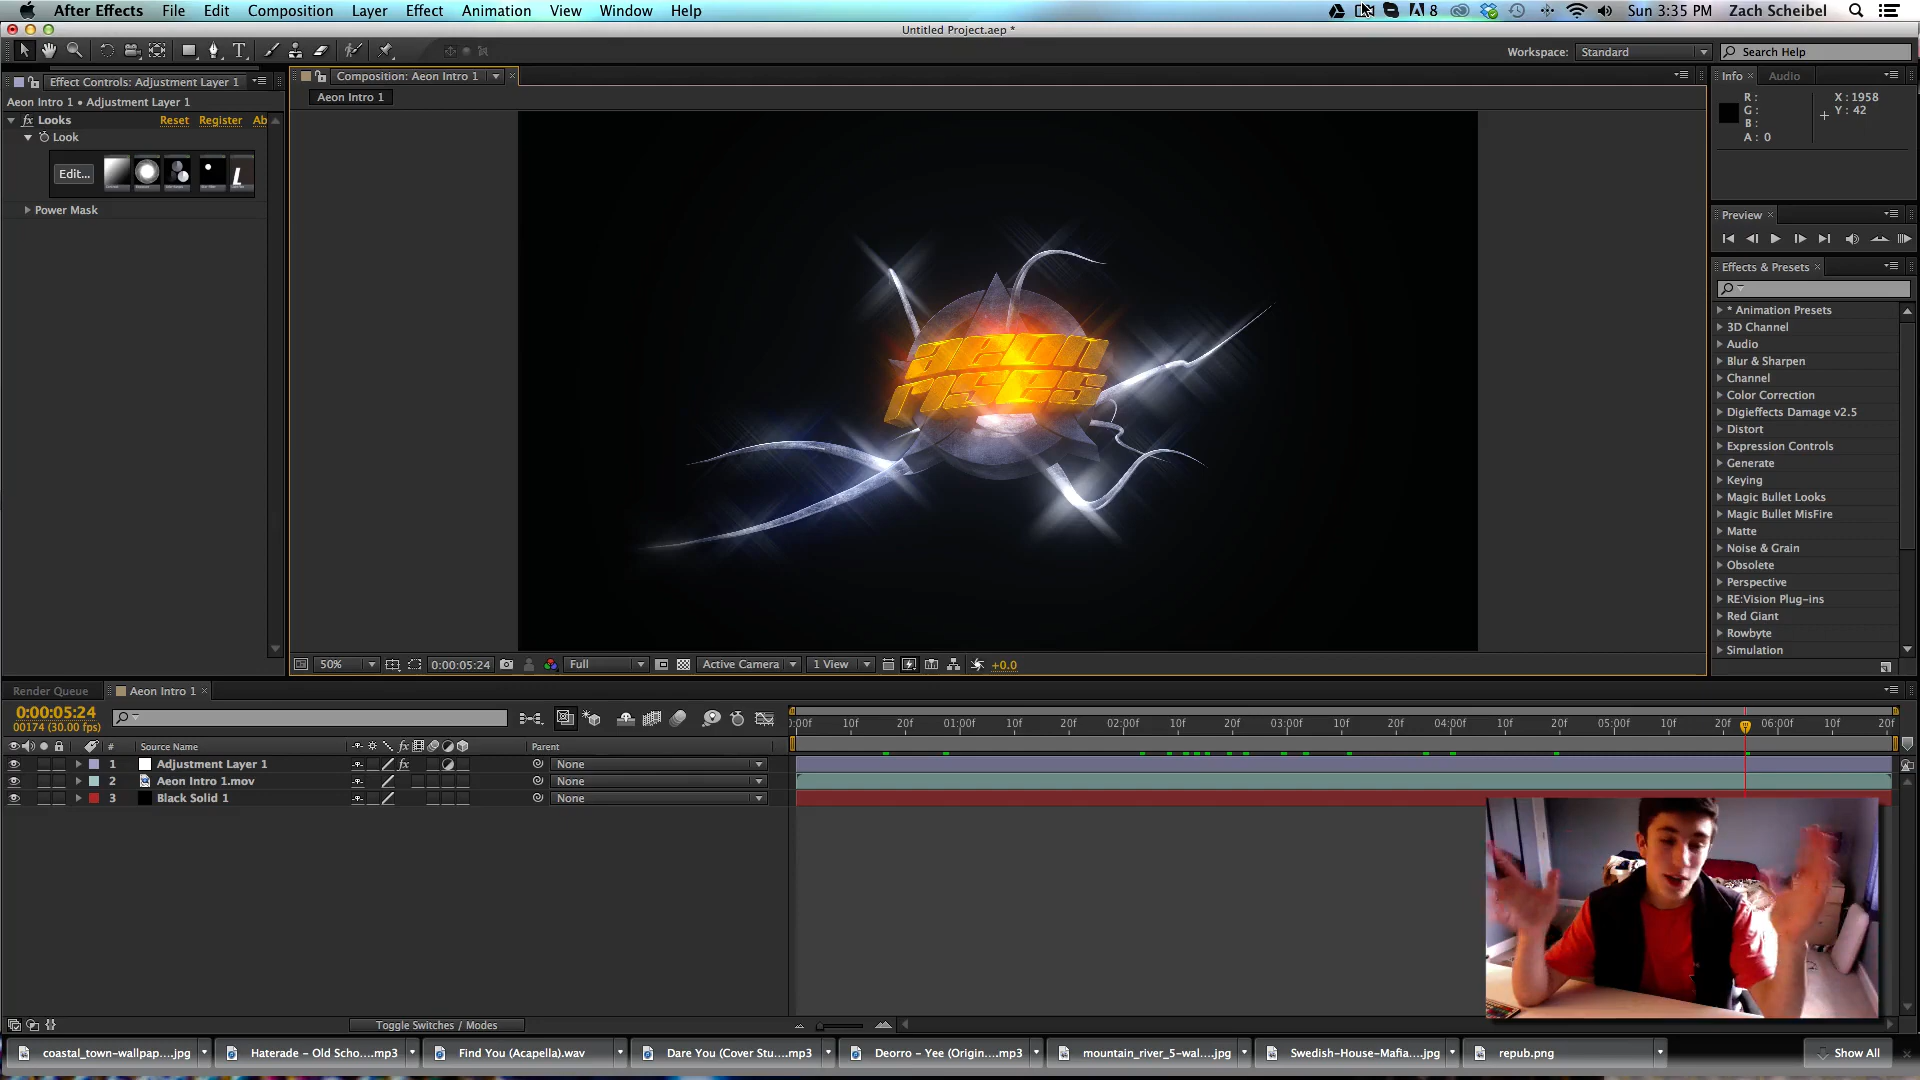 After Effects File Edit Composition Layer Effect Animation View Window Help
8 Sun 3:35 PM Zach Scheibel
Untitled Project.aep *
Workspace: Standard Search Help
Effect Controls: Adjustment Layer 1
Aeon Intro 1 • Adjustment Layer 1
fx Looks Reset Register Ab
Look
Edit...
Power Mask
Composition: Aeon Intro 1
Aeon Intro 1
aeon
rises
50% 0:00:05:24 Full Active Camera 1 View +0.0
Info Audio
R: X: 1958
G: Y: 42
B:
A: 0
Preview
Effects & Presets
* Animation Presets
3D Channel
Audio
Blur & Sharpen
Channel
Color Correction
Digieffects Damage v2.5
Distort
Expression Controls
Generate
Keying
Magic Bullet Looks
Magic Bullet MisFire
Matte
Noise & Grain
Obsolete
Perspective
RE:Vision Plug-ins
Red Giant
Rowbyte
Simulation
Render Queue Aeon Intro 1
0:00:05:24
00174 (30.00 fps)
0:00f 10f 20f 01:00f 10f 20f 02:00f 10f 20f 03:00f 10f 20f 04:00f 10f 20f 05:00f 10f 20f 06:00f 10f 20f
# Source Name fx Parent
1 Adjustment Layer 1 fx None
2 Aeon Intro 1.mov None
3 Black Solid 1 None
Toggle Switches / Modes
coastal_town-wallpap....jpg Haterade - Old Scho....mp3 Find You (Acapella).wav Dare You (Cover Stu....mp3 Deorro - Yee (Origin....mp3 mountain_river_5-wal....jpg Swedish-House-Mafia....jpg repub.png Show All